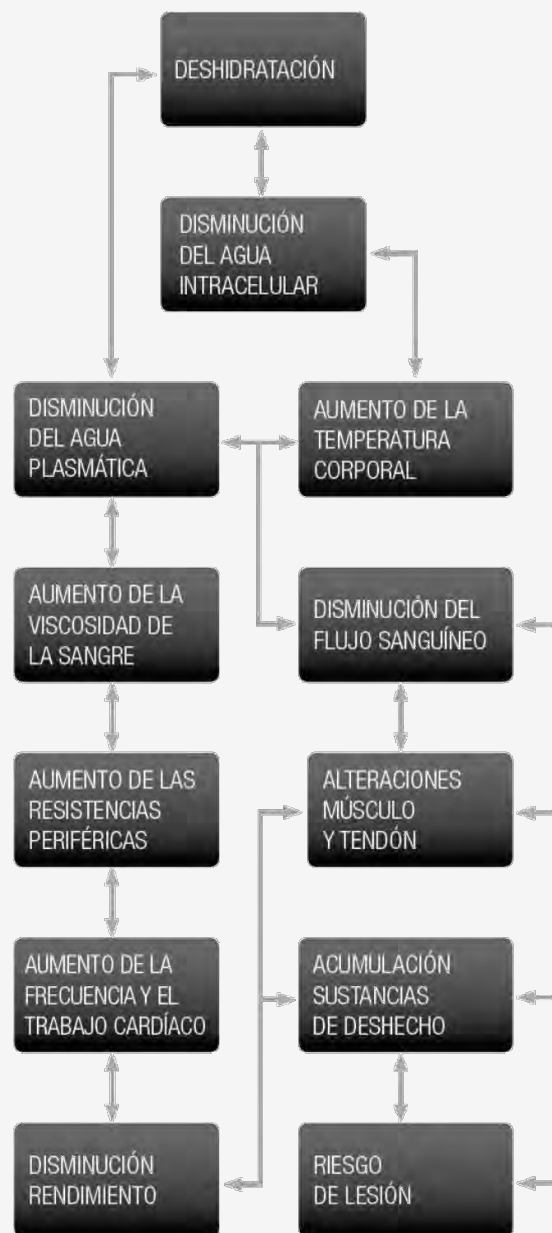 DESHIDRATACIÓN
DISMINUCIÓN
DEL AGUA
INTRACELULAR
DISMINUCIÓN
DEL AGUA
PLASMÁTICA
AUMENTO DE LA
TEMPERATURA
CORPORAL
AUMENTO DE LA
VISCOSIDAD DE
LA SANGRE
DISMINUCIÓN DEL
FLUJO SANGUÍNEO
AUMENTO DE LAS
RESISTENCIAS
PERIFÉRICAS
ALTERACIONES
MÚSCULO
Y TENDÓN
AUMENTO DE LA
FRECUENCIA Y EL
TRABAJO CARDÍACO
ACUMULACIÓN
SUSTANCIAS
DE DESHECHO
DISMINUCIÓN
RENDIMIENTO
RIESGO
DE LESIÓN